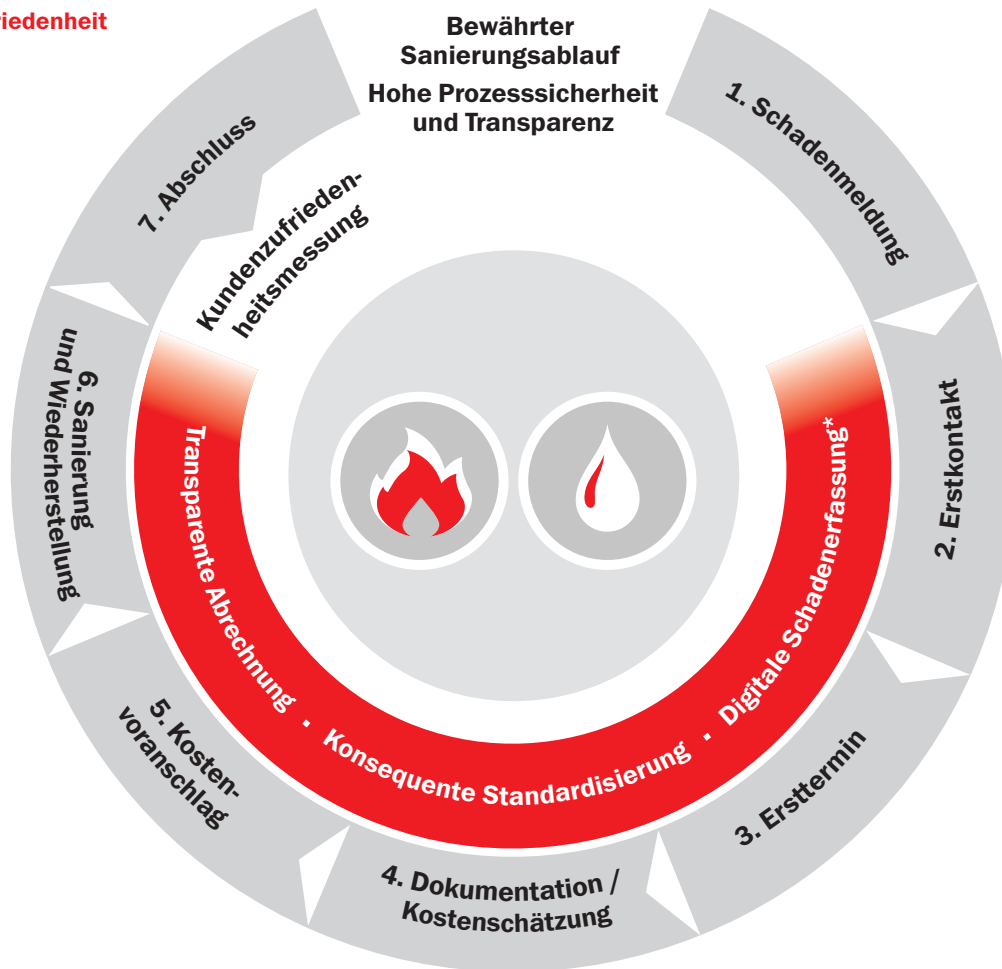 riedenheit
Bewährter
Sanierungsablauf
Hohe Prozesssicherheit
und Transparenz
1. Schadenmeldung
2. Erstkontakt
3. Ersttermin
4. Dokumentation /
Kostenschätzung
5. Kosten-
voranschlag
6. Sanierung
und Wiederherstellung
7. Abschluss
Kundenzufrieden-
heitsmessung
Transparente Abrechnung · Konsequente Standardisierung · Digitale Schadenerfassung*